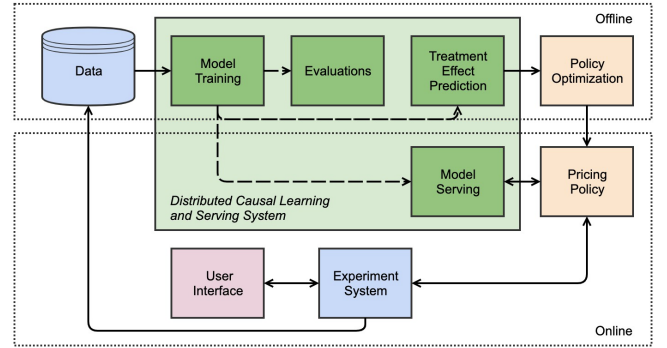 Offline
Data
Model
Training
Evaluations
Treatment
Effect
Prediction
Policy
Optimization
Model
Serving
Pricing
Policy
Distributed Causal Learning
and Serving System
User
Interface
Experiment
System
Online